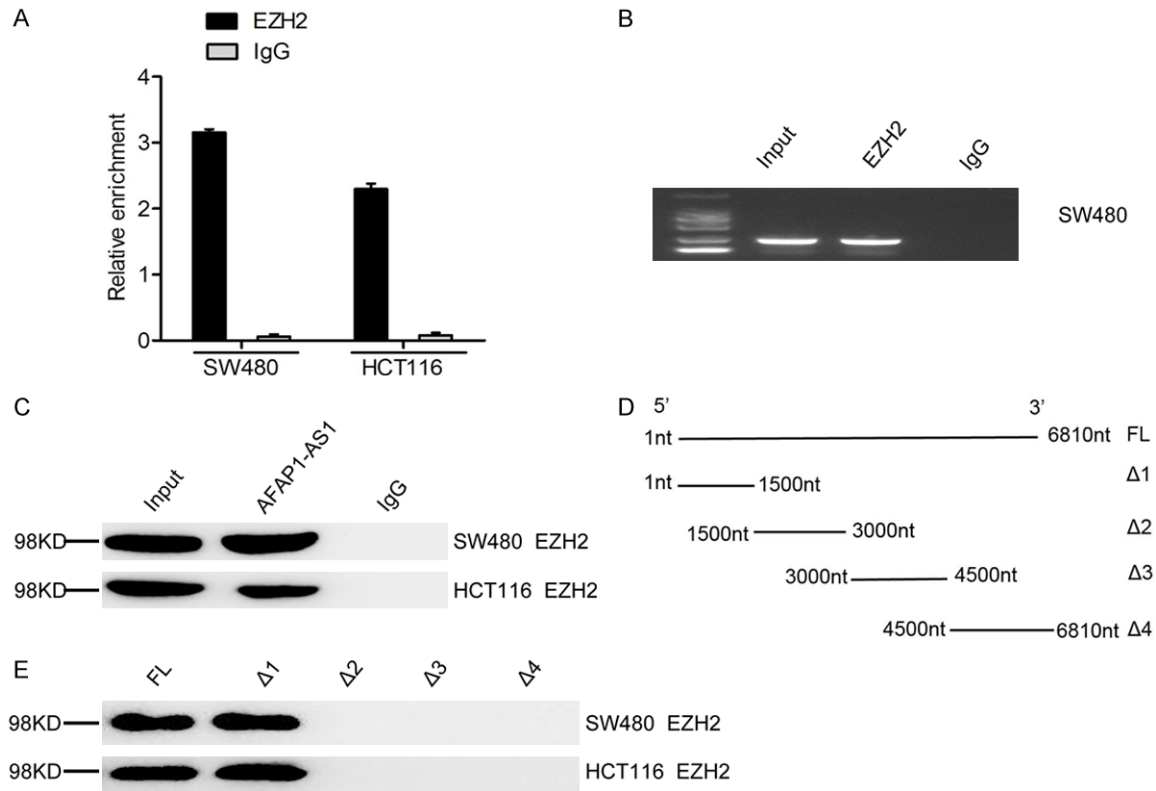 A
EZH2
IgG
Relative enrichment
4
3
2
1
0
SW480
HCT116
B
Input
EZH2
IgG
SW480
C
Input
AFAP1-AS1
IgG
98KD
SW480 EZH2
98KD
HCT116 EZH2
D
5’
3’
1nt
6810nt
FL
1nt
1500nt
Δ1
1500nt
3000nt
Δ2
3000nt
4500nt
Δ3
4500nt
6810nt
Δ4
E
FL
Δ1
Δ2
Δ3
Δ4
98KD
SW480 EZH2
98KD
HCT116 EZH2